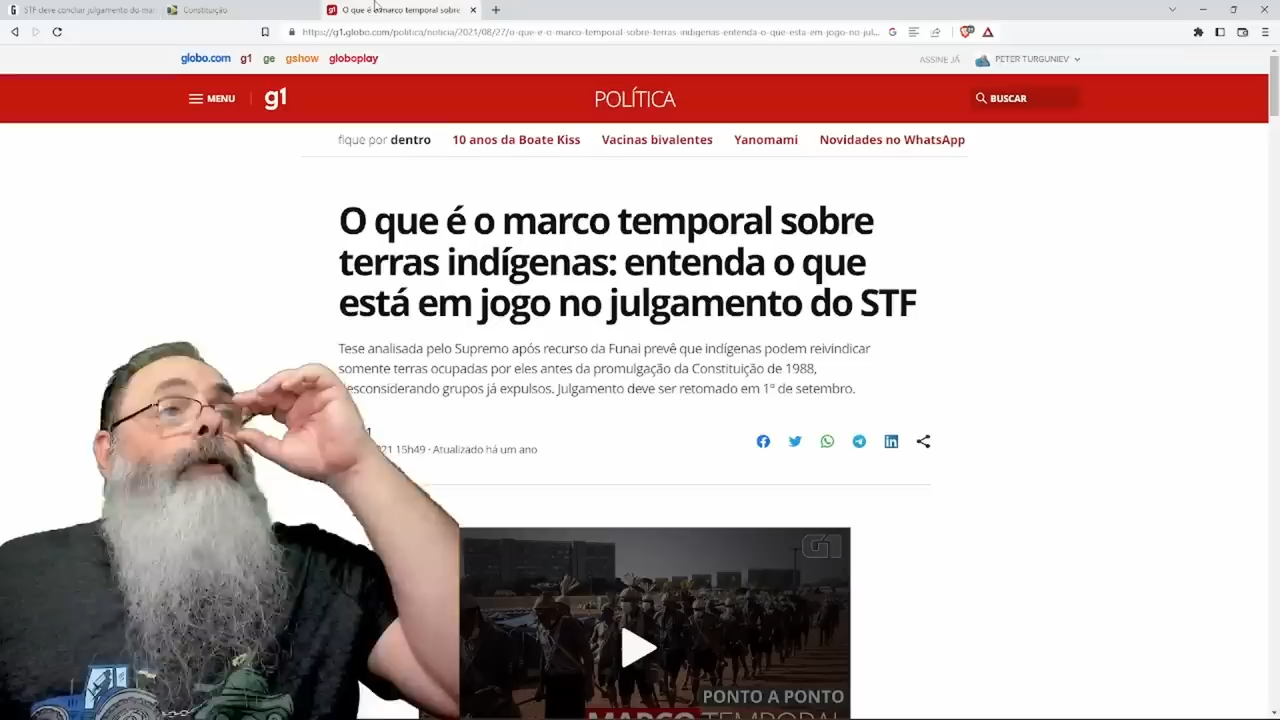 STF deve concluir julgamento do mar
Constituição
O que é o marco temporal sobre
https://g1.globo.com/politica/noticia/2021/08/27/o-que-e-o-marco-temporal-sobre-terras-indigenas-entenda-o-que-esta-em-jogo-no-jul...
globo.com g1 ge gshow globoplay
ASSINE JÁ
PETER TURGUNIEV
MENU
g1
POLÍTICA
BUSCAR
fique por dentro
10 anos da Boate Kiss
Vacinas bivalentes
Yanomami
Novidades no WhatsApp
O que é o marco temporal sobre
terras indígenas: entenda o que
está em jogo no julgamento do STF
Tese analisada pelo Supremo após recurso da Funai prevê que indígenas podem reivindicar
somente terras ocupadas por eles antes da promulgação da Constituição de 1988,
desconsiderando grupos já expulsos. Julgamento deve ser retomado em 1º de setembro.
15h49 · Atualizado há um ano
G1
PONTO A PONTO
MARCO TEMPORAL